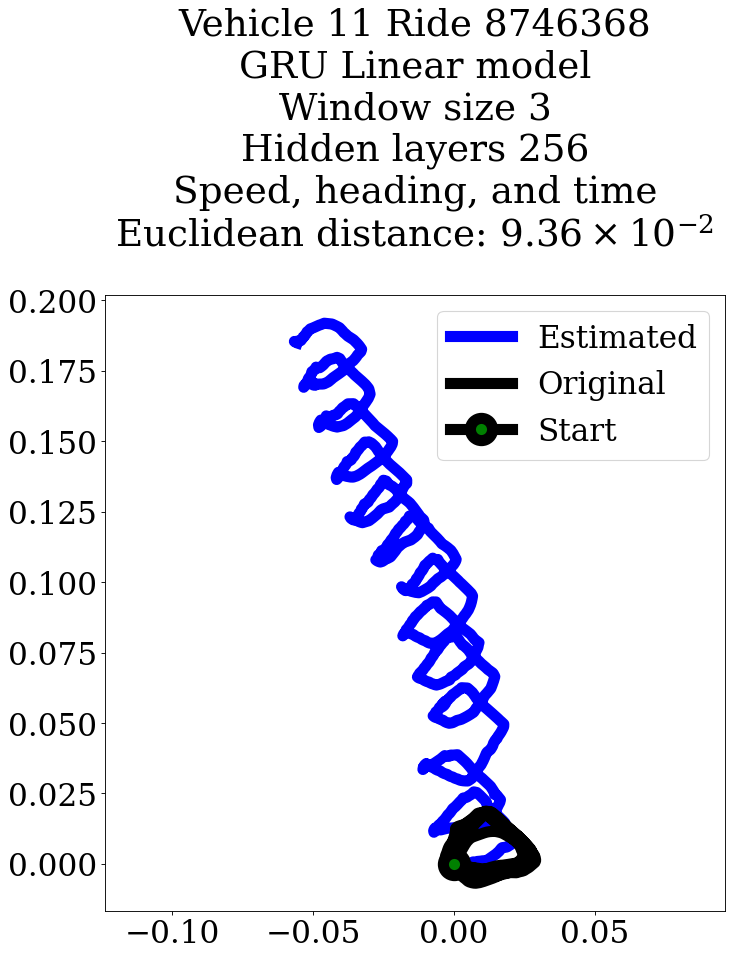 Vehicle 11 Ride 8746368
GRU Linear model
Window size 3
Hidden layers 256
Speed, heading, and time
Euclidean distance: 9.36 × 10⁻²
0.200
0.175
0.150
0.125
0.100
0.075
0.050
0.025
0.000
Estimated
Original
Start
−0.10
−0.05
0.00
0.05